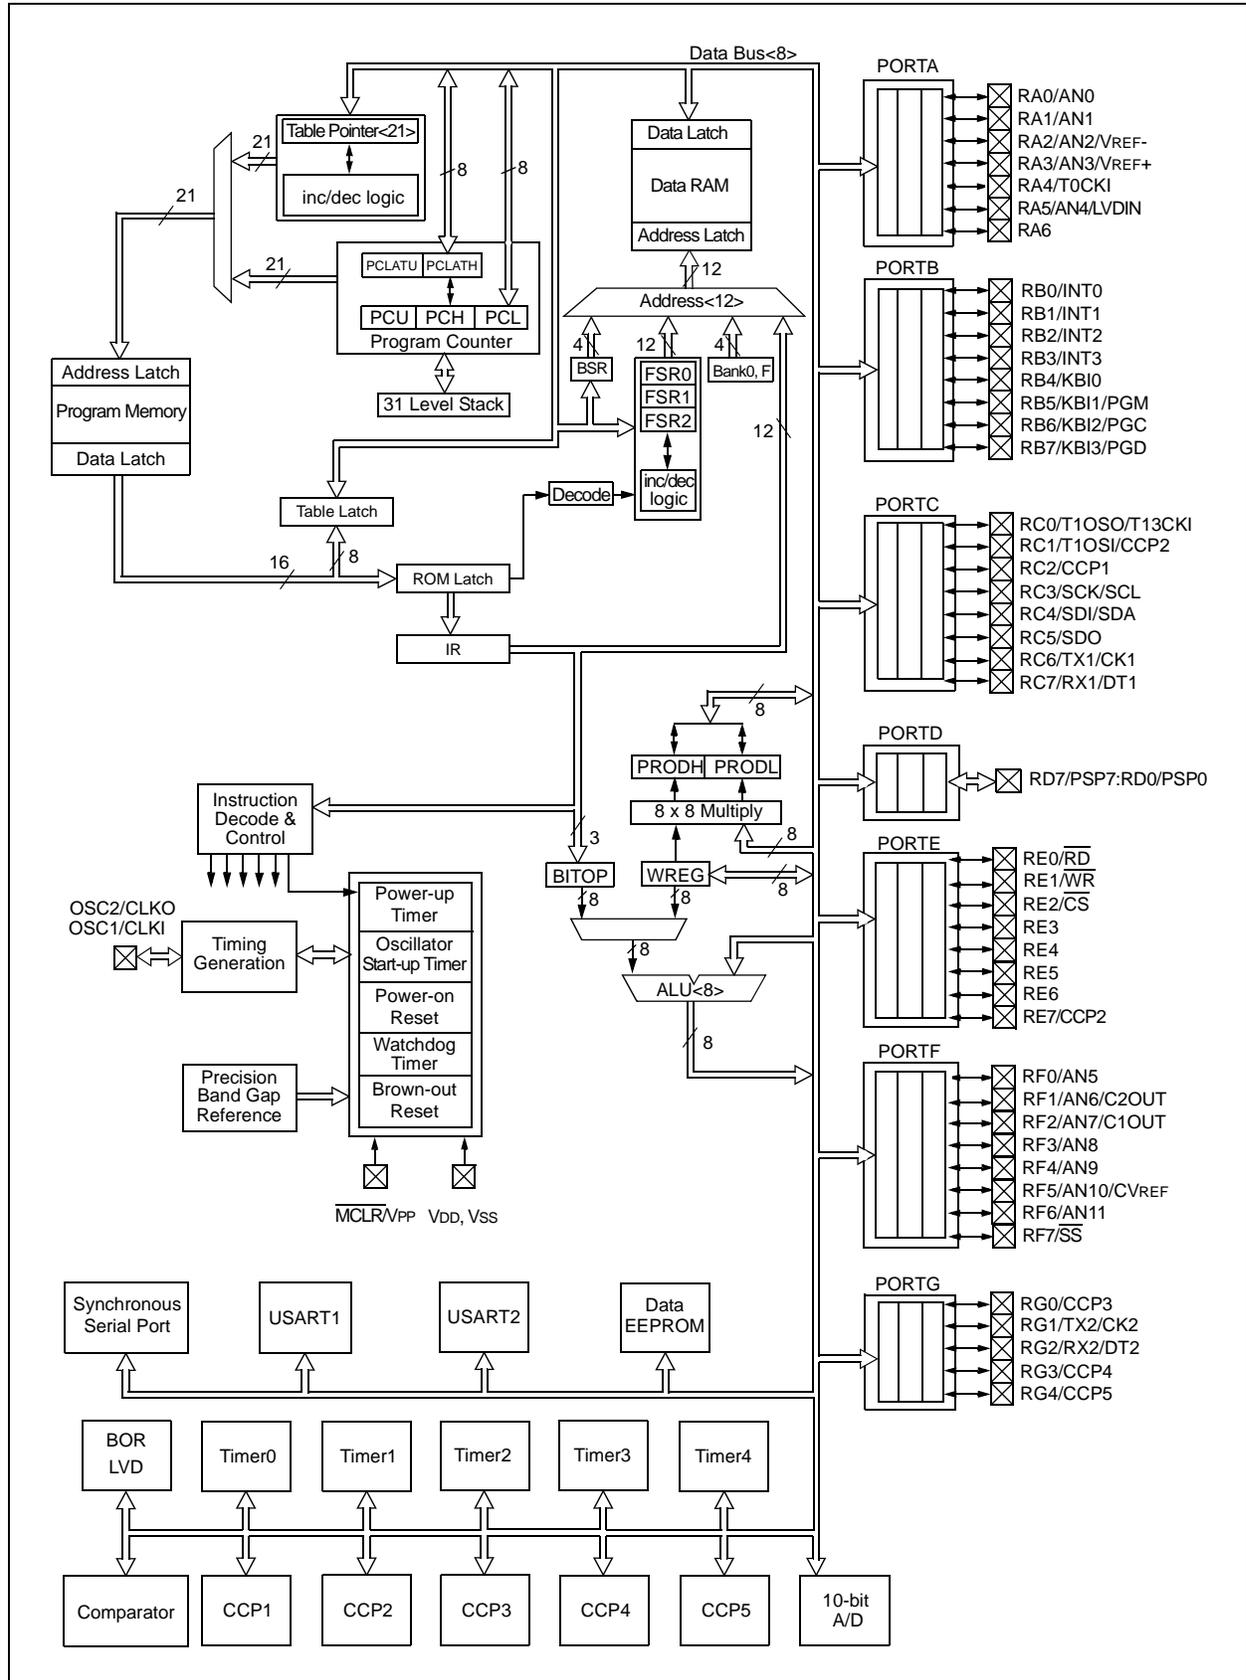 Data Bus<8>
PORTA
RA0/AN0
RA1/AN1
RA2/AN2/VREF-
RA3/AN3/VREF+
RA4/T0CKI
RA5/AN4/LVDIN
RA6
Table Pointer<21>
21
inc/dec logic
21
8
8
Data Latch
Data RAM
Address Latch
21
PCLATU
PCLATH
PCU
PCH
PCL
Program Counter
31 Level Stack
12
Address<12>
4
12
4
BSR
FSR0
FSR1
FSR2
Bank0, F
inc/dec
logic
12
PORTB
RB0/INT0
RB1/INT1
RB2/INT2
RB3/INT3
RB4/KBI0
RB5/KBI1/PGM
RB6/KBI2/PGC
RB7/KBI3/PGD
Address Latch
Program Memory
Data Latch
Table Latch
Decode
16
8
ROM Latch
IR
PORTC
RC0/T1OSO/T13CKI
RC1/T1OSI/CCP2
RC2/CCP1
RC3/SCK/SCL
RC4/SDI/SDA
RC5/SDO
RC6/TX1/CK1
RC7/RX1/DT1
8
PRODH
PRODL
8 x 8 Multiply
8
PORTD
RD7/PSP7:RD0/PSP0
Instruction
Decode &
Control
3
BITOP
WREG
8
8
8
8
ALU<8>
8
PORTE
RE0/RD
RE1/WR
RE2/CS
RE3
RE4
RE5
RE6
RE7/CCP2
OSC2/CLKO
OSC1/CLKI
Timing
Generation
Power-up
Timer
Oscillator
Start-up Timer
Power-on
Reset
Watchdog
Timer
Brown-out
Reset
Precision
Band Gap
Reference
MCLR/VPP
VDD, VSS
PORTF
RF0/AN5
RF1/AN6/C2OUT
RF2/AN7/C1OUT
RF3/AN8
RF4/AN9
RF5/AN10/CVREF
RF6/AN11
RF7/SS
Synchronous
Serial Port
USART1
USART2
Data
EEPROM
PORTG
RG0/CCP3
RG1/TX2/CK2
RG2/RX2/DT2
RG3/CCP4
RG4/CCP5
BOR
LVD
Timer0
Timer1
Timer2
Timer3
Timer4
Comparator
CCP1
CCP2
CCP3
CCP4
CCP5
10-bit
A/D